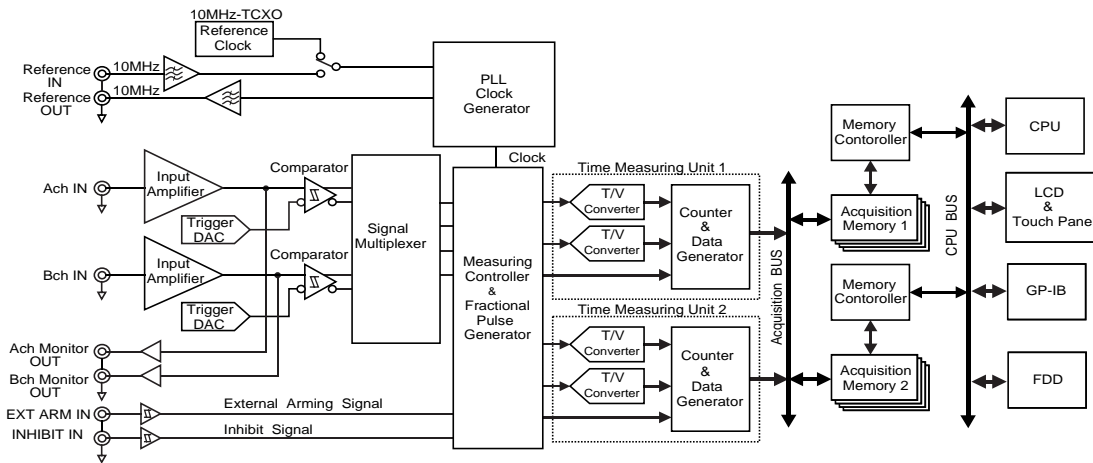 10MHz-TCXO
Reference
Clock
Reference
IN
10MHz
Reference
OUT
10MHz
PLL
Clock
Generator
Clock
Ach IN
Input
Amplifier
Comparator
Trigger
DAC
Bch IN
Input
Amplifier
Comparator
Trigger
DAC
Signal
Multiplexer
Measuring
Controller
&
Fractional
Pulse
Generator
Ach Monitor
OUT
Bch Monitor
OUT
EXT ARM IN
External Arming Signal
INHIBIT IN
Inhibit Signal
Time Measuring Unit 1
T/V
Converter
T/V
Converter
Counter
&
Data
Generator
Time Measuring Unit 2
T/V
Converter
T/V
Converter
Counter
&
Data
Generator
Acquisition BUS
Memory
Controller
Acquisition
Memory 1
Memory
Controller
Acquisition
Memory 2
CPU BUS
CPU
LCD
&
Touch Panel
GP-IB
FDD